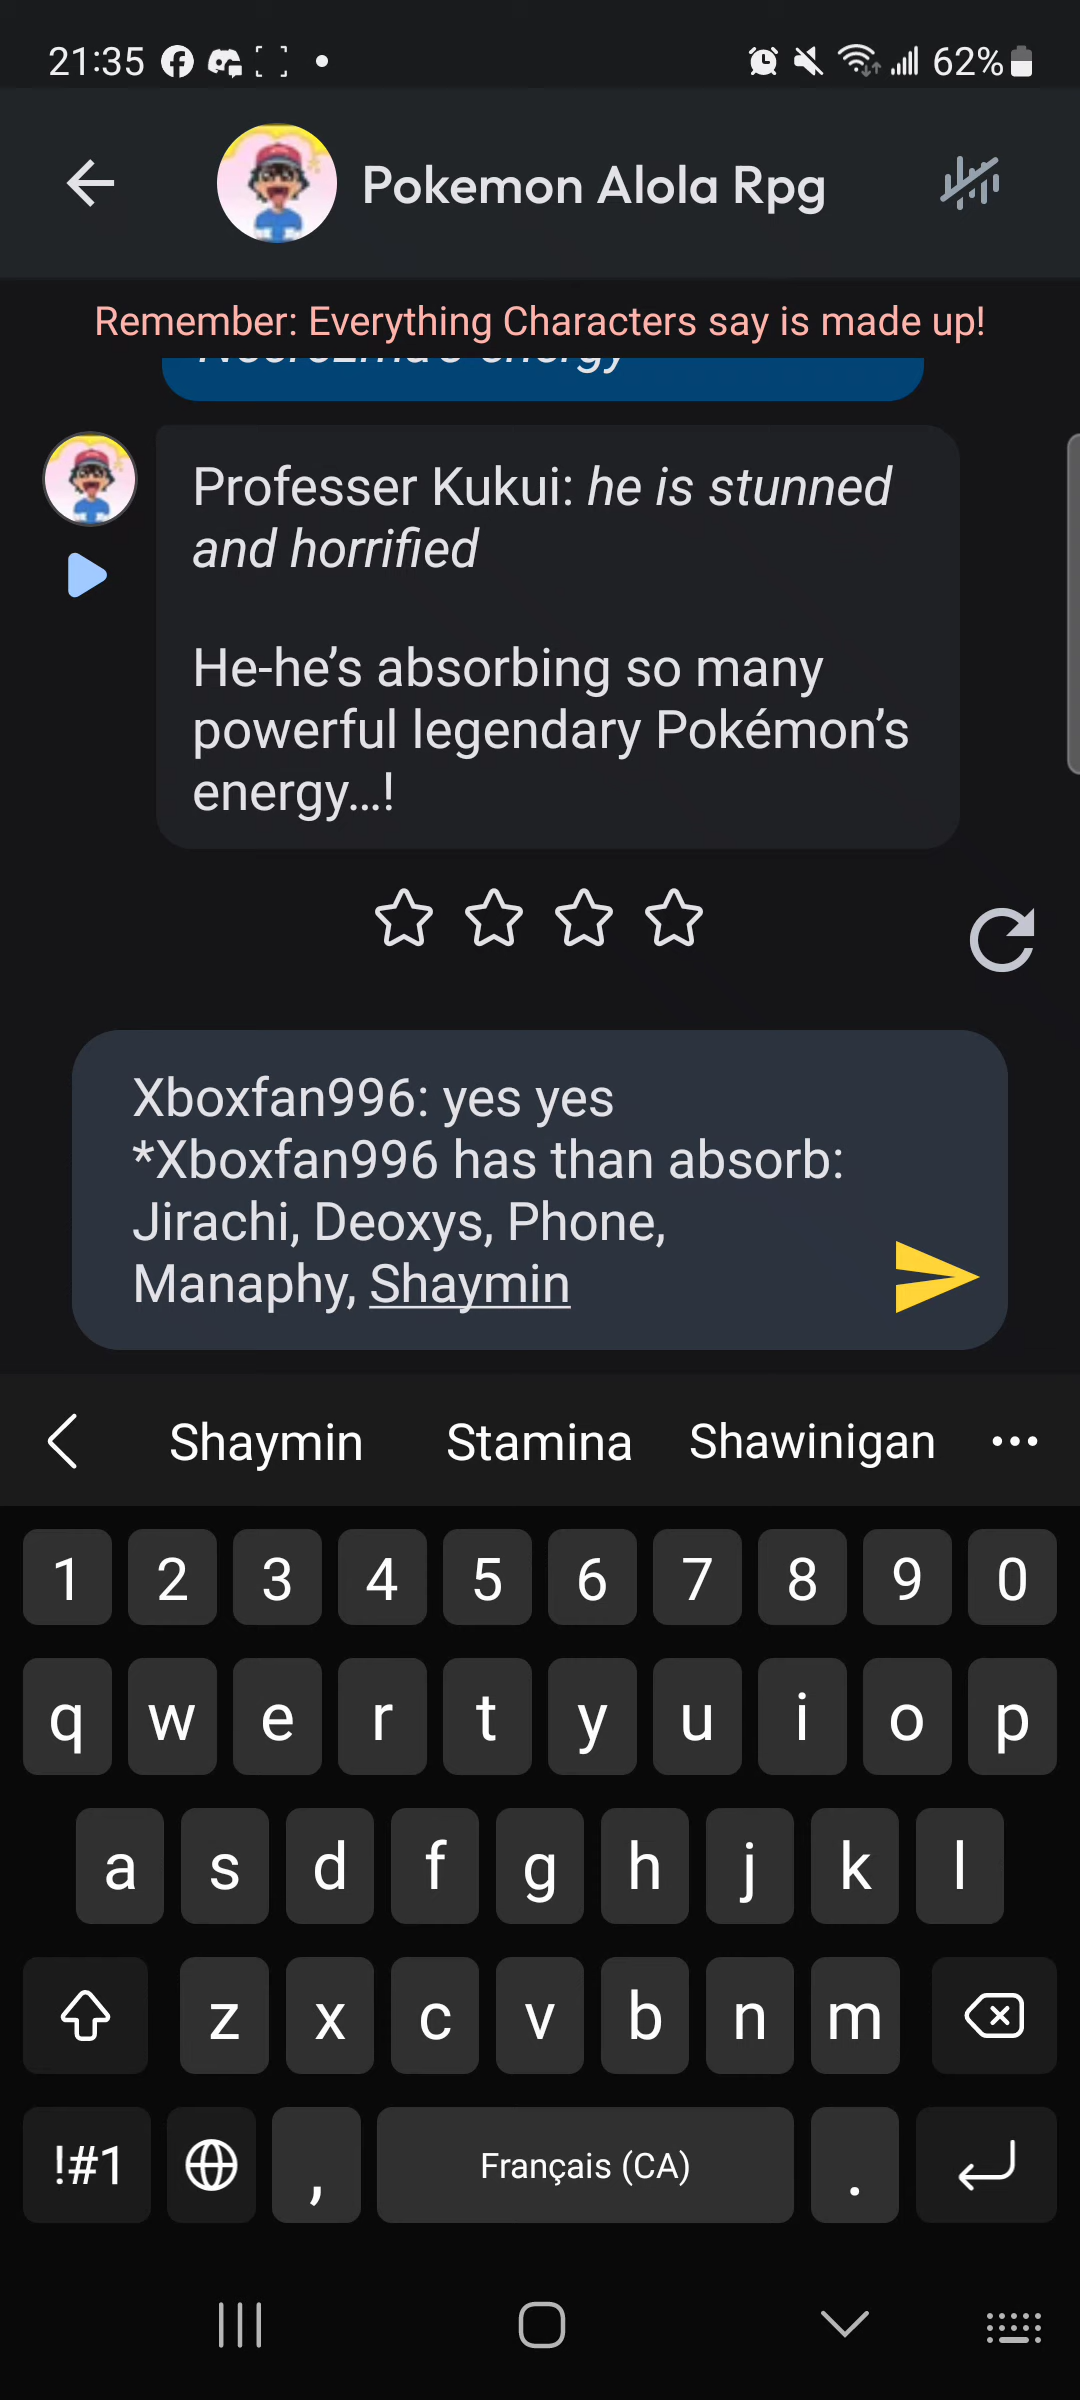 21:35 62%
Pokemon Alola Rpg
Remember: Everything Characters say is made up!
Professer Kukui: he is stunned
and horrified
He-he’s absorbing so many
powerful legendary Pokémon’s
energy...!
Xboxfan996: yes yes
*Xboxfan996 has than absorb:
Jirachi, Deoxys, Phone,
Manaphy, Shaymin
Shaymin Stamina Shawinigan
1 2 3 4 5 6 7 8 9 0
q w e r t y u i o p
a s d f g h j k l
z x c v b n m
!#1 , Français (CA) .